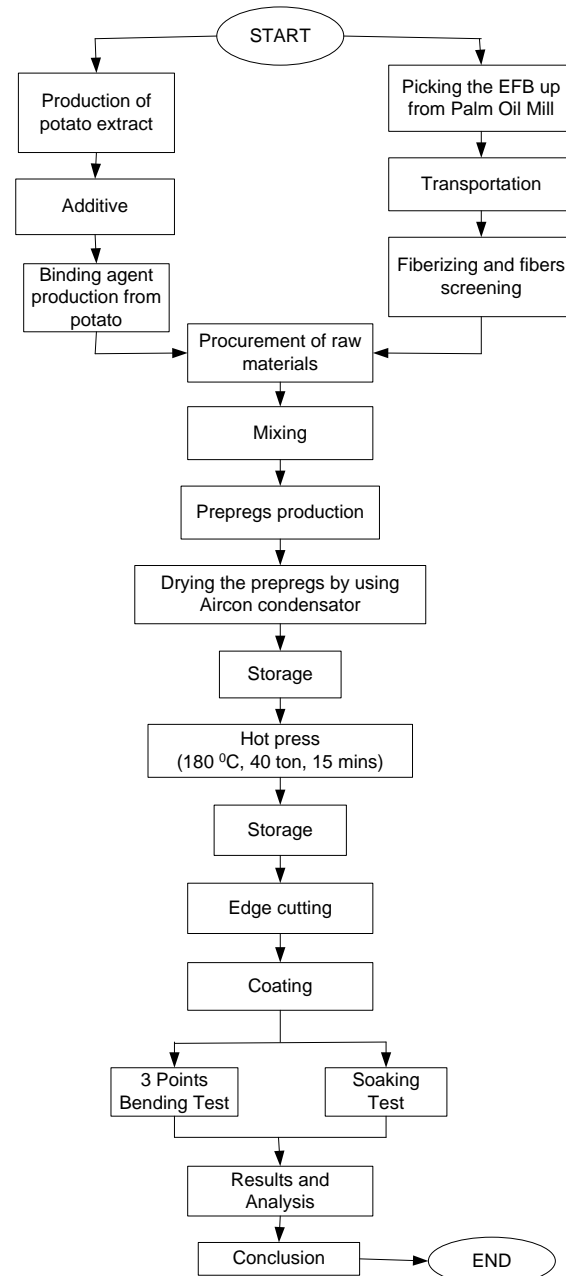 START
Production of
potato extract
Additive
Binding agent
production from
potato
Picking the EFB up
from Palm Oil Mill
Transportation
Fiberizing and fibers
screening
Procurement of raw
materials
Mixing
Prepregs production
Drying the prepregs by using
Aircon condensator
Storage
Hot press
(180 ⁰C, 40 ton, 15 mins)
Storage
Edge cutting
Coating
3 Points
Bending Test
Soaking
Test
Results and
Analysis
Conclusion
END